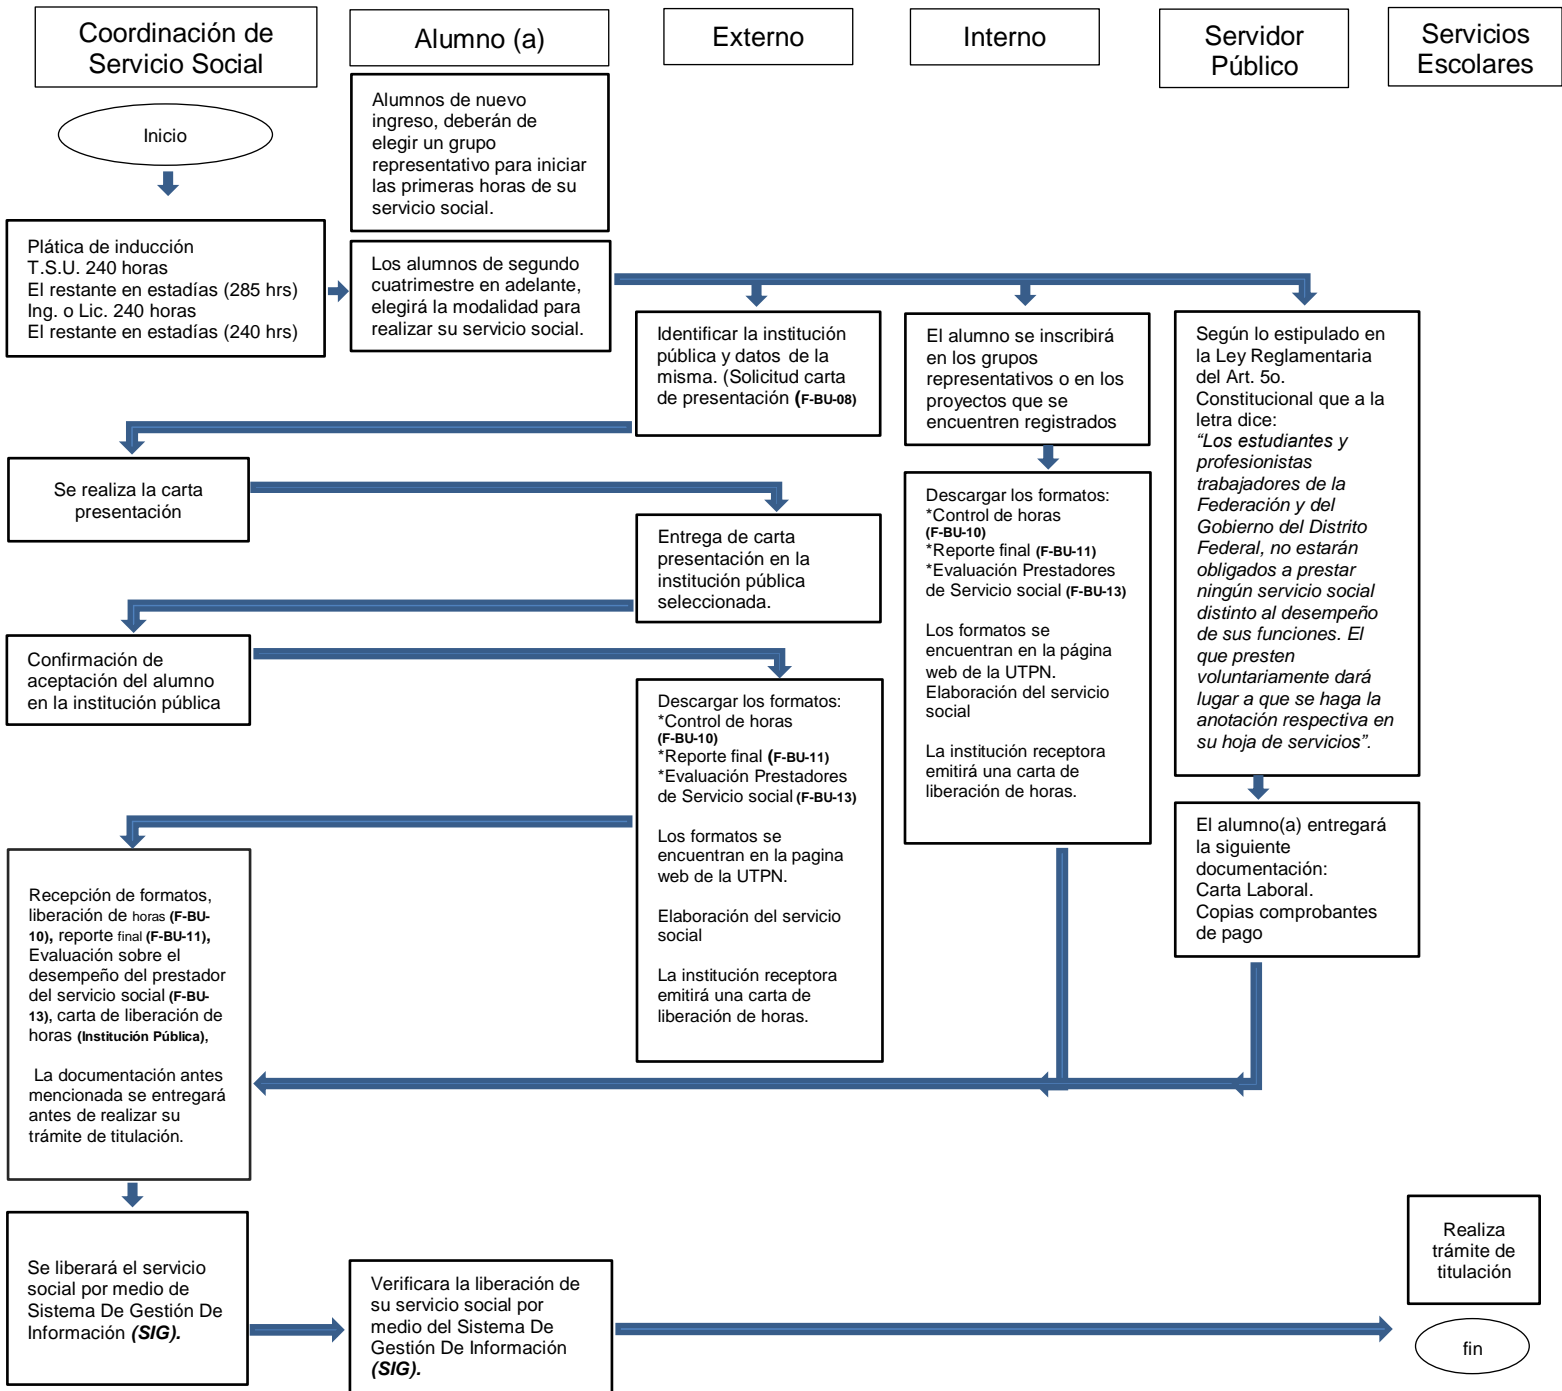 Coordinación de
Servicio Social
Alumno (a)
Externo
Interno
Servidor
Público
Servicios
Escolares
Inicio
Alumnos de nuevo
ingreso, deberán de
elegir un grupo
representativo para iniciar
las primeras horas de su
servicio social.
Plática de inducción
T.S.U. 240 horas
El restante en estadías (285 hrs)
Ing. o Lic. 240 horas
El restante en estadías (240 hrs)
Los alumnos de segundo
cuatrimestre en adelante,
elegirá la modalidad para
realizar su servicio social.
Identificar la institución
pública y datos de la
misma. (Solicitud carta
de presentación (F-BU-08)
El alumno se inscribirá
en los grupos
representativos o en los
proyectos que se
encuentren registrados
Según lo estipulado en
la Ley Reglamentaria
del Art. 5o.
Constitucional que a la
letra dice:
“Los estudiantes y
profesionistas
trabajadores de la
Federación y del
Gobierno del Distrito
Federal, no estarán
obligados a prestar
ningún servicio social
distinto al desempeño
de sus funciones. El
que presten
voluntariamente dará
lugar a que se haga la
anotación respectiva en
su hoja de servicios”.
Se realiza la carta
presentación
Entrega de carta
presentación en la
institución pública
seleccionada.
Descargar los formatos:
*Control de horas
(F-BU-10)
*Reporte final (F-BU-11)
*Evaluación Prestadores
de Servicio social (F-BU-13)
Los formatos se
encuentran en la página
web de la UTPN.
Elaboración del servicio
social
La institución receptora
emitirá una carta de
liberación de horas.
Confirmación de
aceptación del alumno
en la institución pública
Descargar los formatos:
*Control de horas
(F-BU-10)
*Reporte final (F-BU-11)
*Evaluación Prestadores
de Servicio social (F-BU-13)
Los formatos se
encuentran en la pagina
web de la UTPN.
Elaboración del servicio
social
La institución receptora
emitirá una carta de
liberación de horas.
El alumno(a) entregará
la siguiente
documentación:
Carta Laboral.
Copias comprobantes
de pago
Recepción de formatos,
liberación de horas (F-BU-
10), reporte final (F-BU-11),
Evaluación sobre el
desempeño del prestador
del servicio social (F-BU-
13), carta de liberación de
horas (Institución Pública),
La documentación antes
mencionada se entregará
antes de realizar su
trámite de titulación.
Se liberará el servicio
social por medio de
Sistema De Gestión De
Información (SIG).
Verificara la liberación de
su servicio social por
medio del Sistema De
Gestión De Información
(SIG).
Realiza
trámite de
titulación
fin